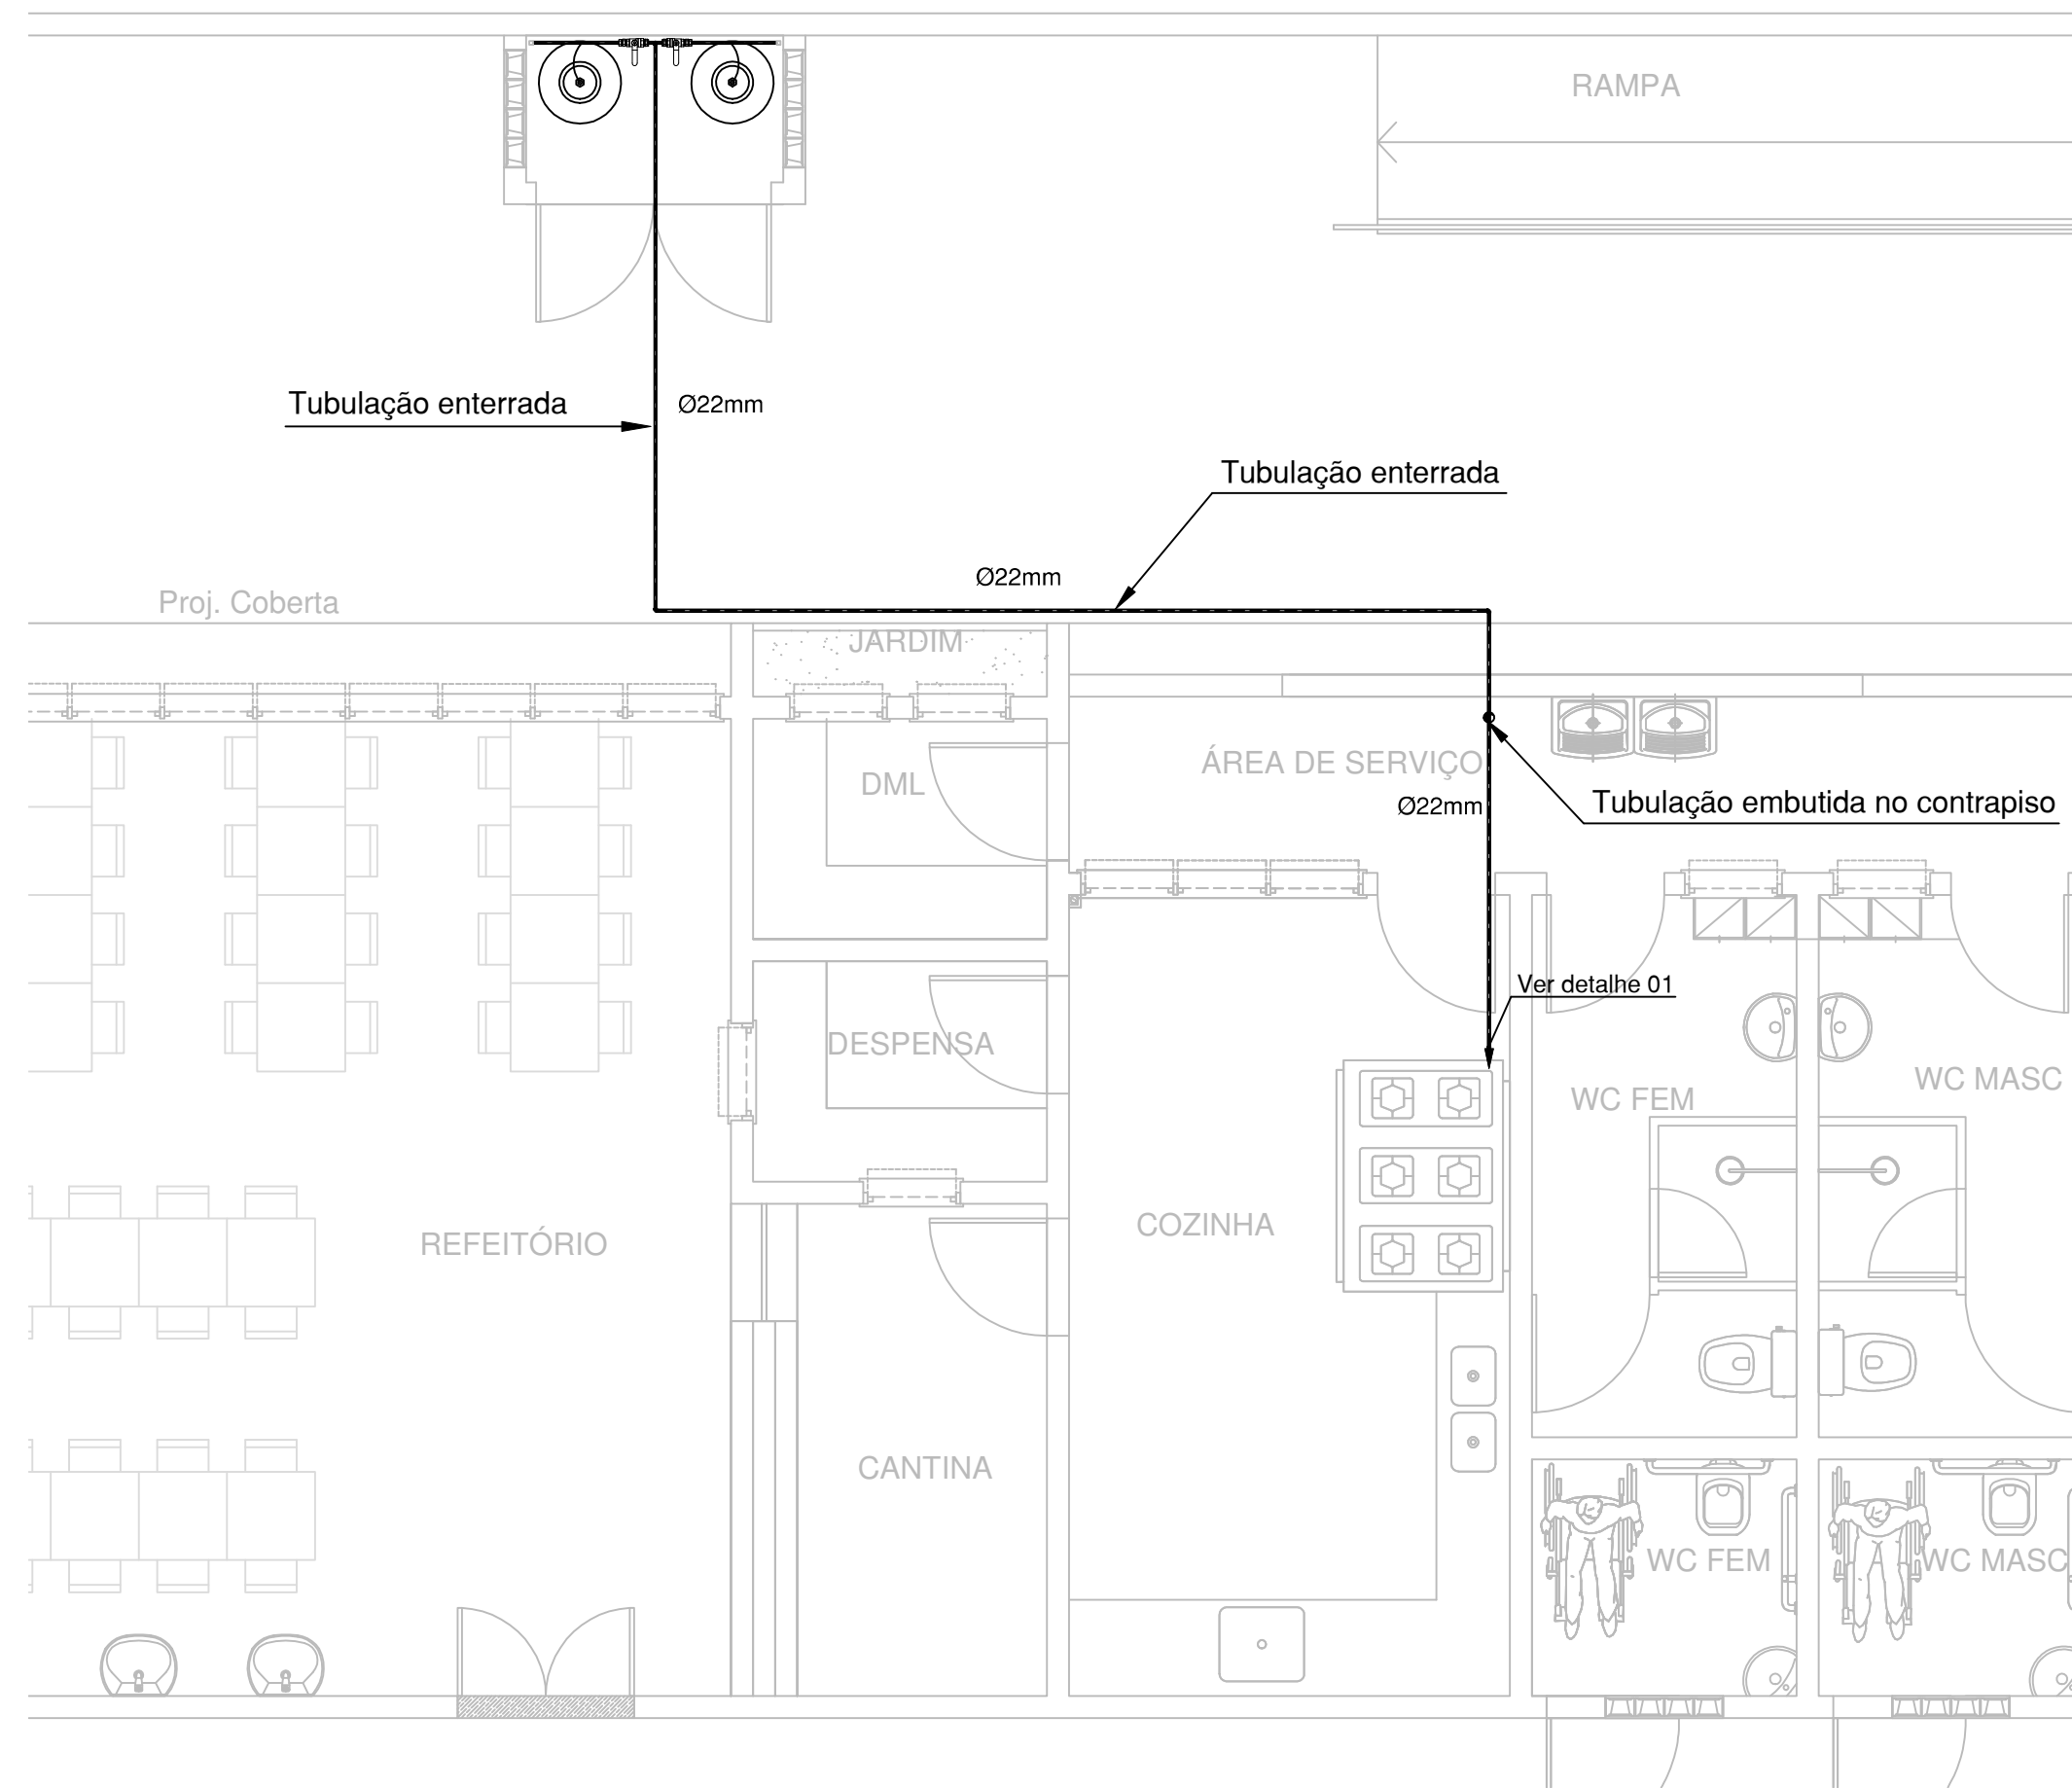 RAMPA
Tubulação enterrada
Ø22mm
Tubulação enterrada
Ø22mm
Proj. Coberta
JARDIM
ÁREA DE SERVIÇO
DML
Ø22mm
Tubulação embutida no contrapiso
Ver detalhe 01
DESPENSA
WC FEM
WC MASC
COZINHA
REFEITÓRIO
CANTINA
WC FEM
WC MASC